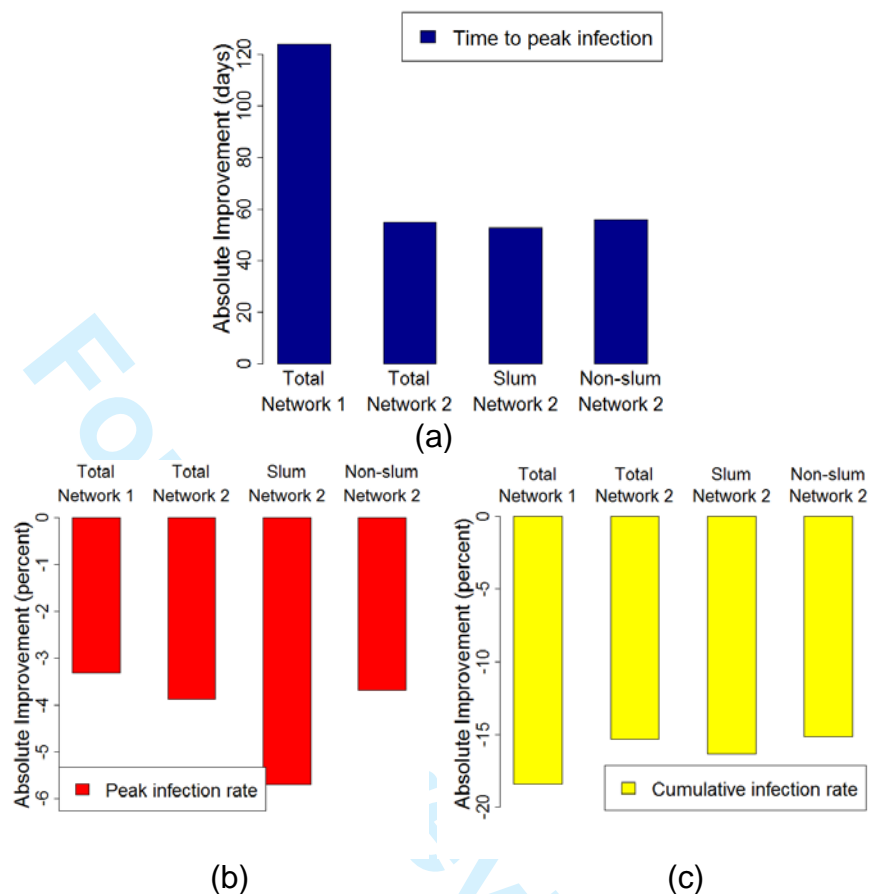 Time to peak infection
Absolute Improvement (days)
120
100
80
60
40
20
0
Total Total Slum Non-slum
Network 1 Network 2 Network 2 Network 2
(a)
Total Total Slum Non-slum
Network 1 Network 2 Network 2 Network 2
Absolute Improvement (percent)
0
-1
-2
-3
-4
-5
-6
Peak infection rate
(b)
Total Total Slum Non-slum
Network 1 Network 2 Network 2 Network 2
Absolute Improvement (percent)
0
-5
-10
-15
-20
Cumulative infection rate
(c)
Fo